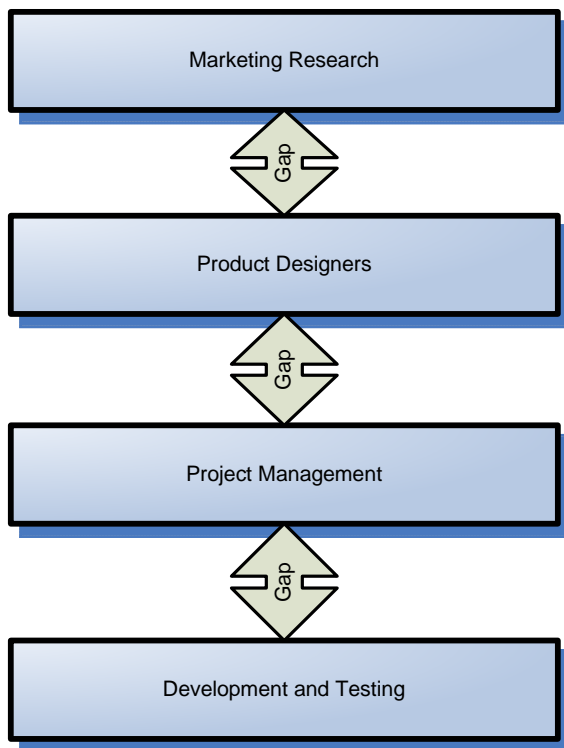 Marketing Research
Gap
Product Designers
Gap
Project Management
Gap
Development and Testing